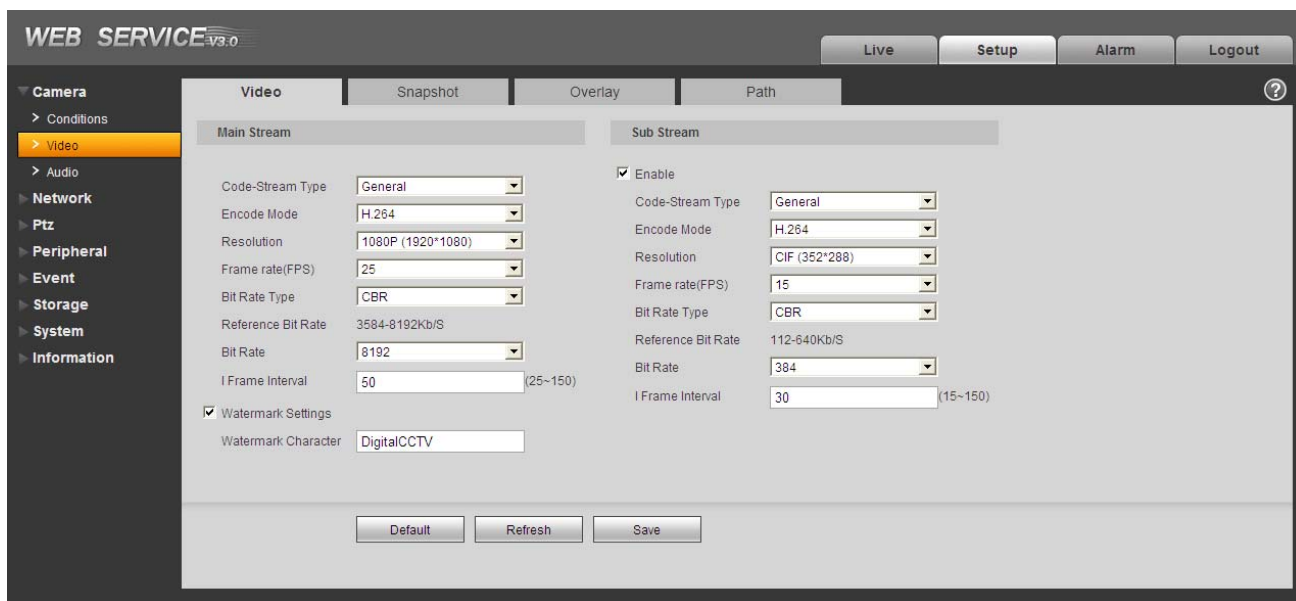 WEB SERVICE V3.0
Live Setup Alarm Logout
Camera
> Conditions
> Video
> Audio
Network
Ptz
Peripheral
Event
Storage
System
Information
Video Snapshot Overlay Path
?
Main Stream
Code-Stream Type General
Encode Mode H.264
Resolution 1080P (1920*1080)
Frame rate(FPS) 25
Bit Rate Type CBR
Reference Bit Rate 3584-8192Kb/S
Bit Rate 8192
I Frame Interval 50 (25~150)
Watermark Settings
Watermark Character DigitalCCTV
Sub Stream
Enable
Code-Stream Type General
Encode Mode H.264
Resolution CIF (352*288)
Frame rate(FPS) 15
Bit Rate Type CBR
Reference Bit Rate 112-640Kb/S
Bit Rate 384
I Frame Interval 30 (15~150)
Default Refresh Save